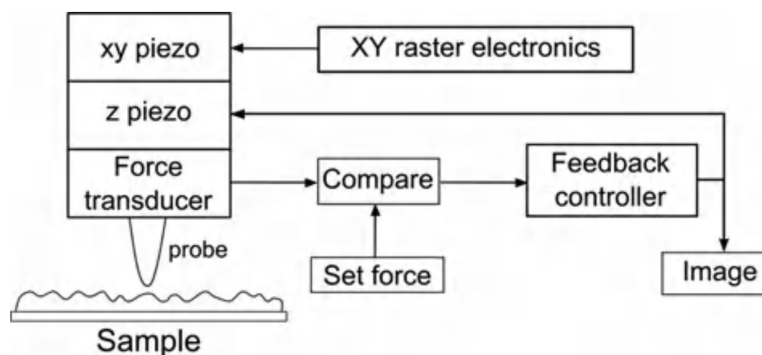 xy piezo
XY raster electronics
z piezo
Force
transducer
Compare
Feedback
controller
probe
Set force
Image
Sample